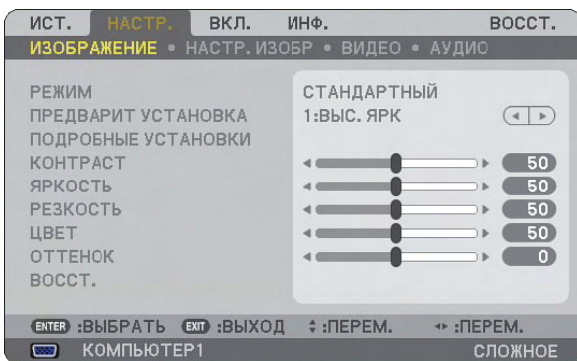 ИСТ. НАСТР. ВКЛ. ИНФ. ВОССТ.
ИЗОБРАЖЕНИЕ • НАСТР. ИЗОБР • ВИДЕО • АУДИО
РЕЖИМ СТАНДАРТНЫЙ
ПРЕДВАРИТ УСТАНОВКА 1:ВЫС. ЯРК
ПОДРОБНЫЕ УСТАНОВКИ
КОНТРАСТ 50
ЯРКОСТЬ 50
РЕЗКОСТЬ 50
ЦВЕТ 50
ОТТЕНОК 0
ВОССТ.
ENTER :ВЫБРАТЬ EXIT :ВЫХОД :ПЕРЕМ. :ПЕРЕМ.
КОМПЬЮТЕР1 СЛОЖНОЕ